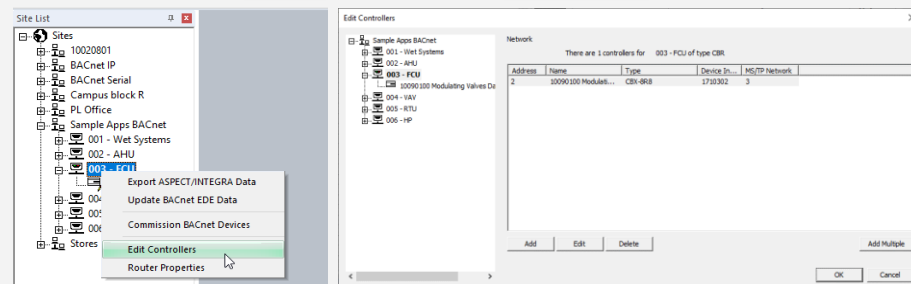 Site List
Sites
10020801
BACnet IP
BACnet Serial
Campus block R
PL Office
Sample Apps BACnet
001 - Wet Systems
002 - AHU
003 - FCU
004
005
006
Stores
Export ASPECT/INTEGRA Data
Update BACnet EDE Data
Commission BACnet Devices
Edit Controllers
Router Properties
Edit Controllers
Sample Apps BACnet
001 - Wet Systems
002 - AHU
003 - FCU
10090100 Modulating Valves Da
004 - VAV
005 - RTU
006 - HP
Network
There are 1 controllers for 003 - FCU of type CBR
Address Name Type Device In... MS/TP Network
2 10090100 Modulati... CBX-8R8 1710302 3
Add Edit Delete Add Multiple
OK Cancel